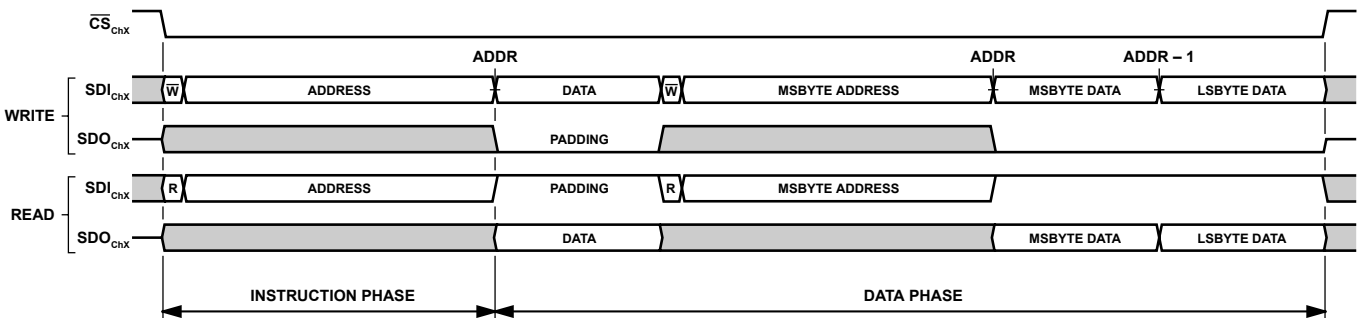 CS̅ChX
ADDR ADDR ADDR – 1
WRITE
SDIChX W̅ ADDRESS DATA W̅ MSBYTE ADDRESS MSBYTE DATA LSBYTE DATA
SDOChX PADDING
READ
SDIChX R ADDRESS PADDING R MSBYTE ADDRESS
SDOChX DATA MSBYTE DATA LSBYTE DATA
INSTRUCTION PHASE DATA PHASE